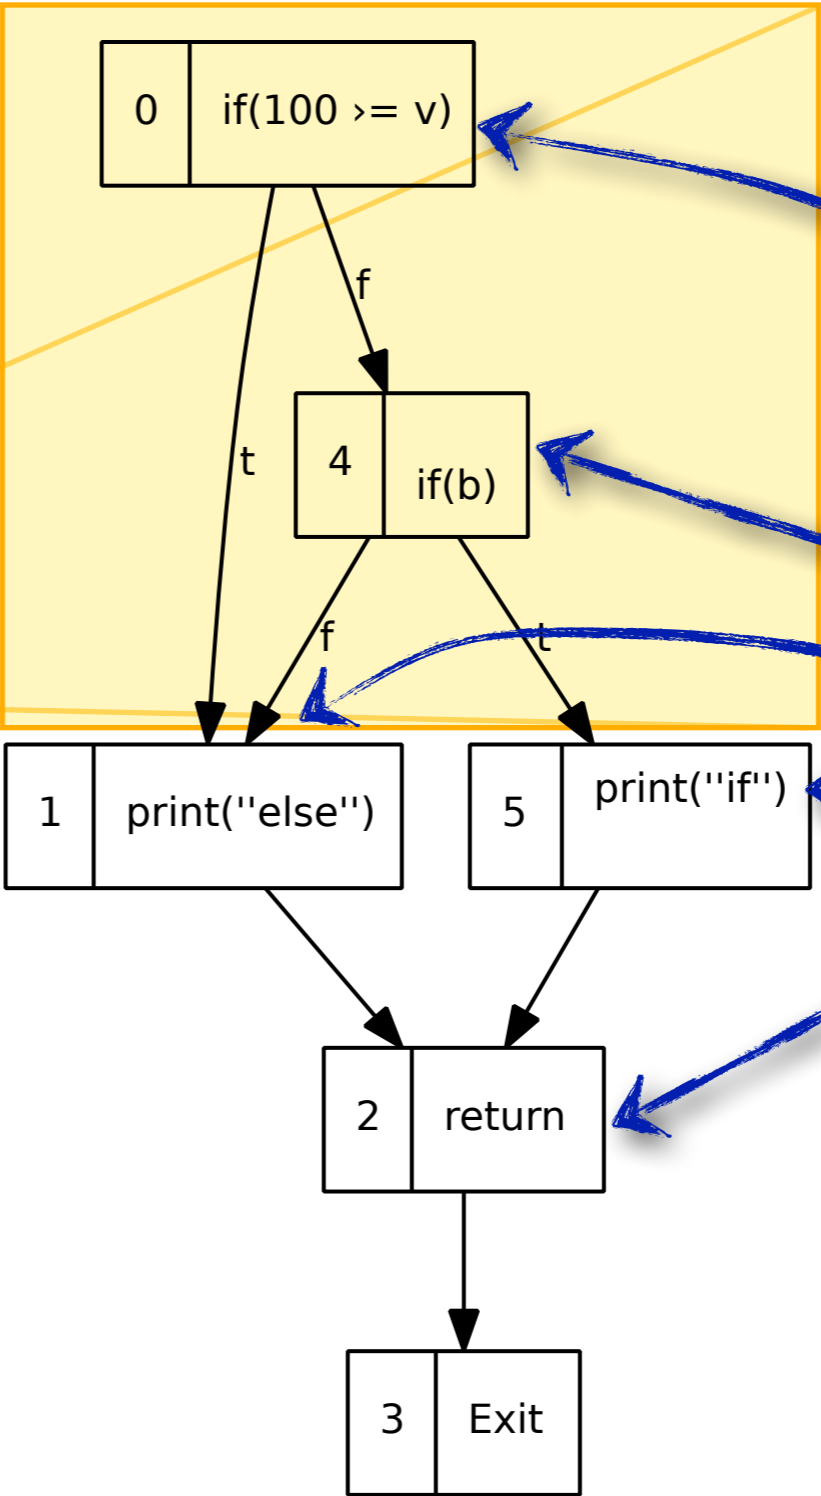 0 if(100 ›= v)
f
t
4 if(b)
f t
1 print("else")
5 print("if")
2 return
3 Exit